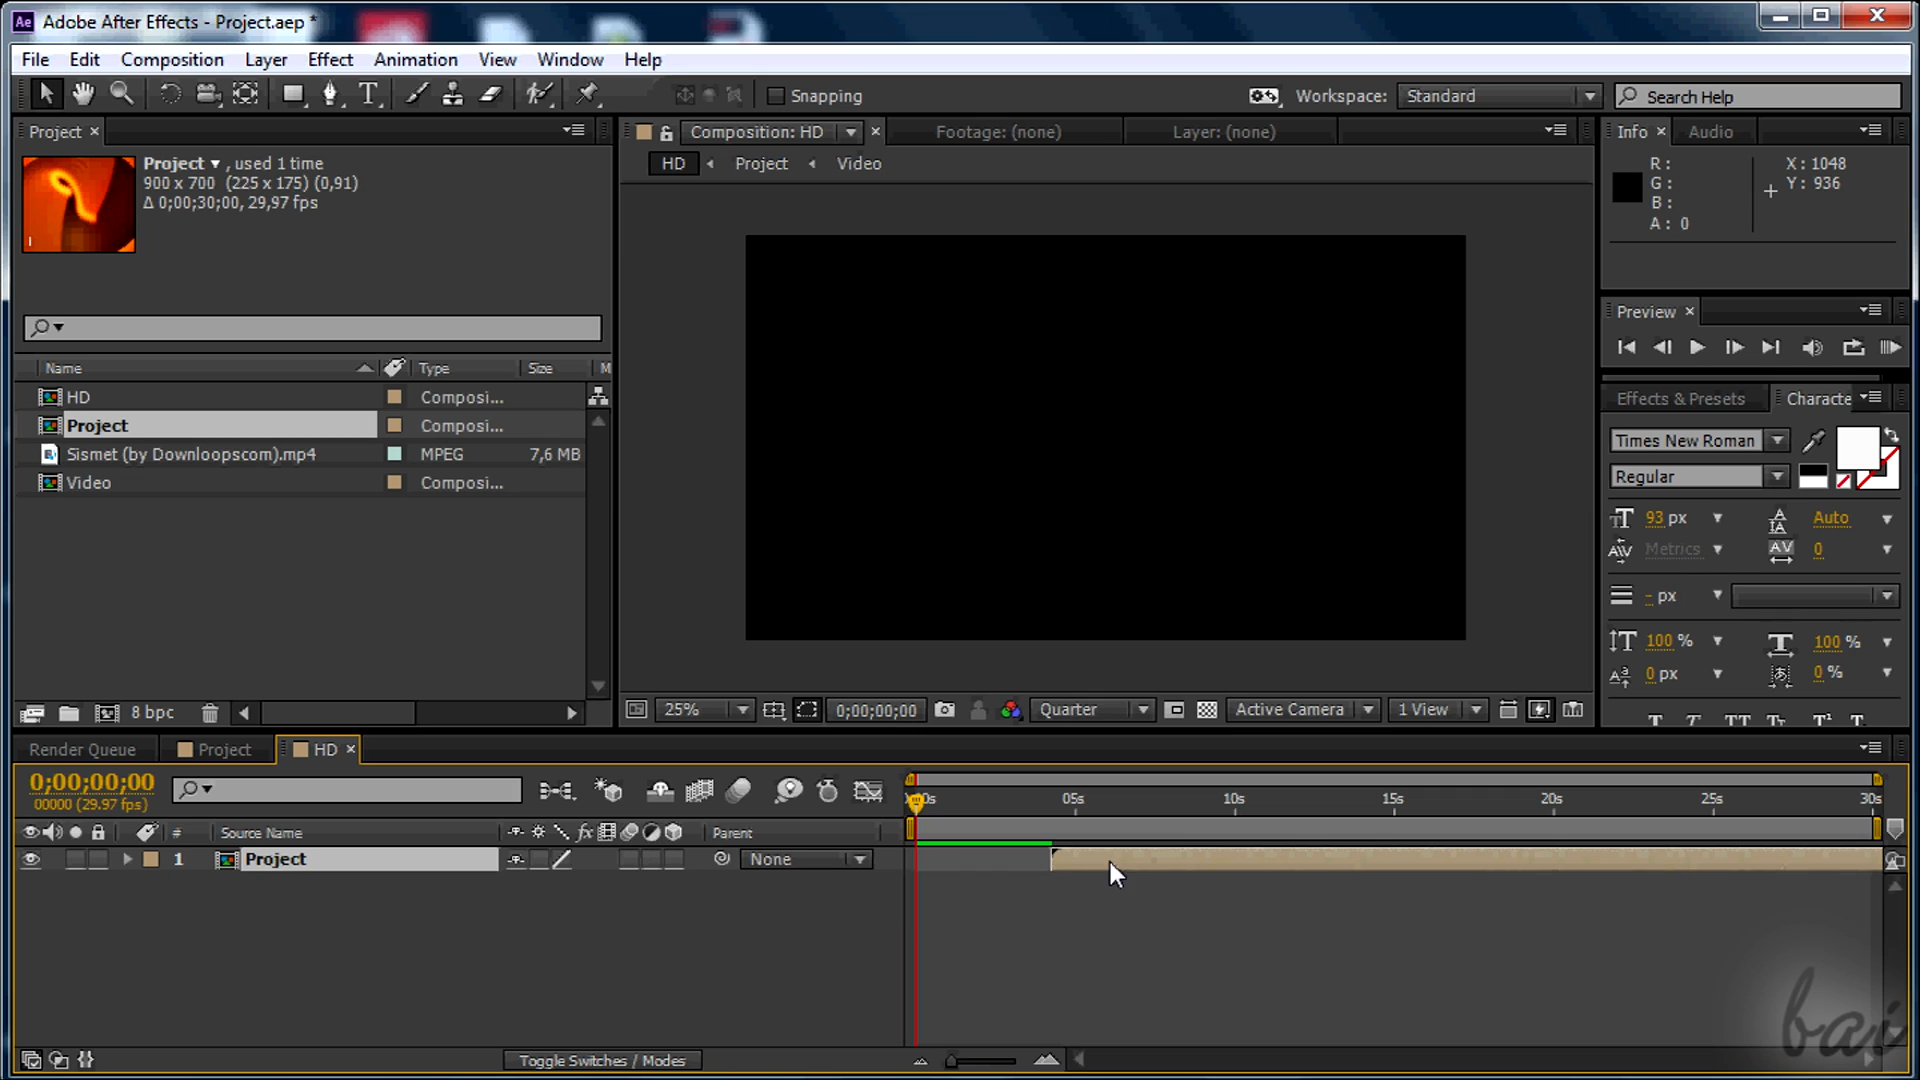 Adobe After Effects - Project.aep *
File Edit Composition Layer Effect Animation View Window Help
Snapping
Workspace: Standard
Search Help
Project
Project , used 1 time
900 x 700 (225 x 175) (0,91)
Δ 0;00;30;00, 29,97 fps
Name Type Size M
HD Composi...
Project Composi...
Sismet (by Downloopscom).mp4 MPEG 7,6 MB
Video Composi...
8 bpc
Composition: HD Footage: (none) Layer: (none)
HD Project Video
25% 0;00;00;00 Quarter Active Camera 1 View
Info Audio
R :
G :
B :
A : 0
X : 1048
Y : 936
Preview
Effects & Presets Characte
Times New Roman
Regular
93 px Auto
Metrics 0
- px
100 % 100 %
0 px 0 %
Render Queue Project HD
0;00;00;00
00000 (29.97 fps)
05s 10s 15s 20s 25s 30s
# Source Name Parent
1 Project None
Toggle Switches / Modes
bai